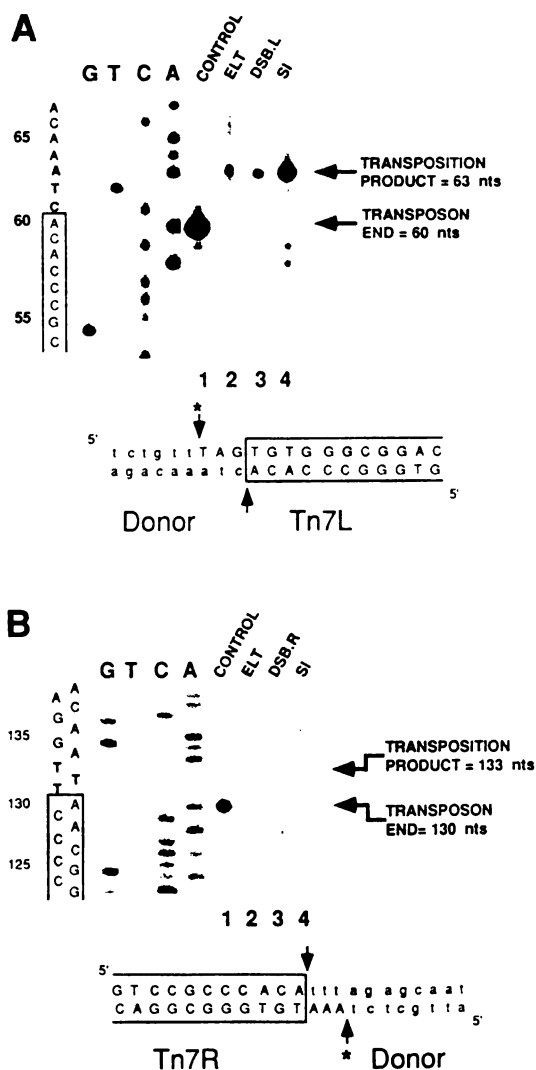 A
G T C A CONTROL ELT DSB.L SI
65
60
55
A
C
A
A
A
T
C
A
C
A
C
C
C
G
C
TRANSPOSITION
PRODUCT = 63 nts
TRANSPOSON
END = 60 nts
1 2 3 4
*
5'
t c t g t t T A G T G T G G G C G G A C
a g a c a a a t c A C A C C C G G G T G
5'
Donor Tn7L
B
G T C A CONTROL ELT DSB.R SI
135
130
125
A
G
G
T
T
C
C
C
C
A
C
A
A
T
A
A
C
G
G
TRANSPOSITION
PRODUCT = 133 nts
TRANSPOSON
END= 130 nts
1 2 3 4
5'
G T C C G C C C A C A t t t a g a g c a a t
C A G G C G G G T G T A A A t c t c g t t a
5'
*
Tn7R Donor